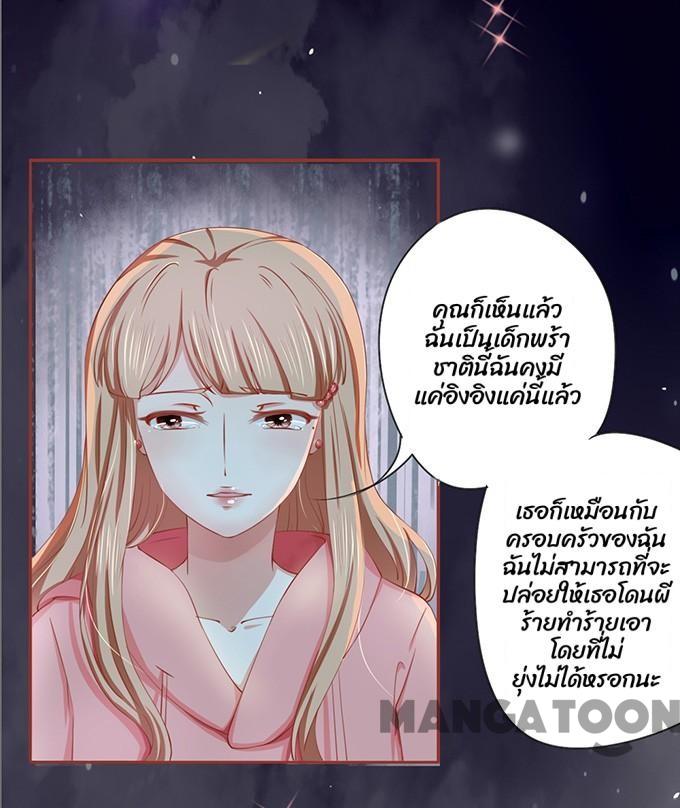 คุณก็เห็นแล้ว
ฉันเป็นเด็กพร้า
ชาตินี้ฉันคงมี
แค่อิงอิงแค่นี้แล้ว
เธอก็เหมือนกับ
ครอบครัวของฉัน
ฉันไม่สามารถที่จะ
ปล่อยให้เธอโดนผี
ร้ายทำร้ายเอา
โดยที่ไม่
ยุ่งไม่ได้หรอกนะ
MANGATOON